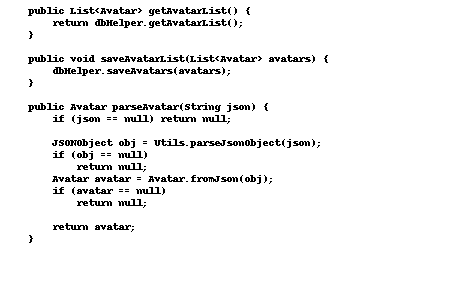 public List<Avatar> getAvatarList() {
    return dbHelper.getAvatarList();
}

public void saveAvatarList(List<Avatar> avatars) {
    dbHelper.saveAvatars(avatars);
}

public Avatar parseAvatar(String json) {
    if (json == null) return null;

    JSONObject obj = Utils.parseJsonObject(json);
    if (obj == null)
        return null;
    Avatar avatar = Avatar.fromJson(obj);
    if (avatar == null)
        return null;

    return avatar;
}